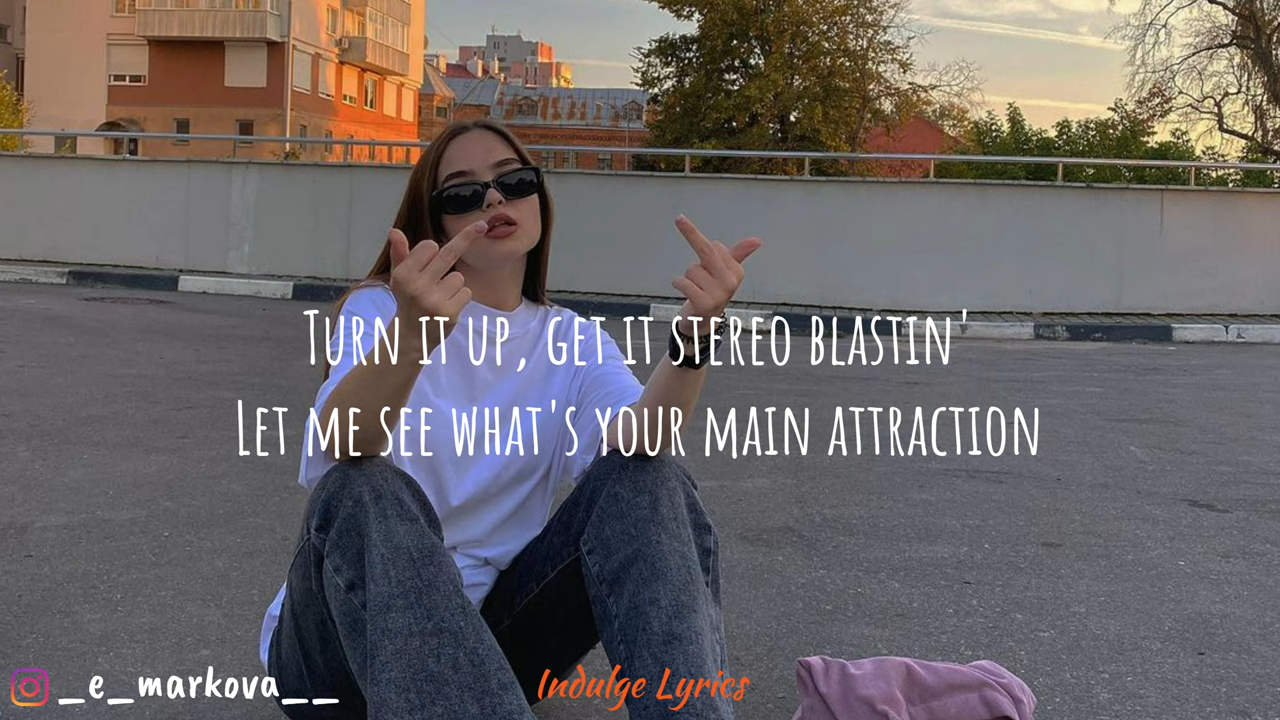 Turn it up, get it stereo blastin'
Let me see what's your main attraction
_e_markova__
Indulge Lyrics